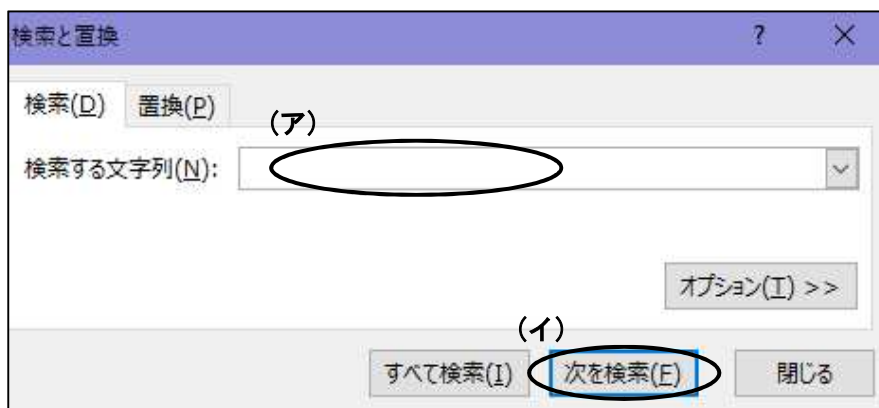 検索と置換 ? ×
検索(D) 置換(P)
(ア)
検索する文字列(N):
オプション(T) >>
(イ)
すべて検索(I) 次を検索(F) 閉じる